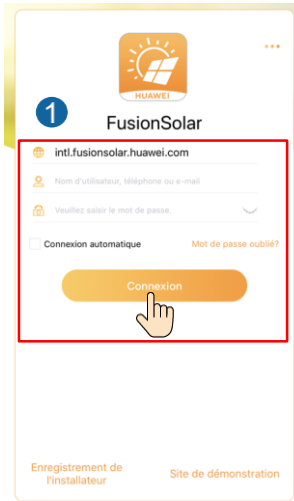 HUAWEI
1
FusionSolar
intl.fusionsolar.huawei.com
Nom d'utilisateur, téléphone ou e-mail
Veuillez saisir le mot de passe.
Connexion automatique Mot de passe oublié?
Connexion
Enregistrement de
l'installateur
Site de démonstration